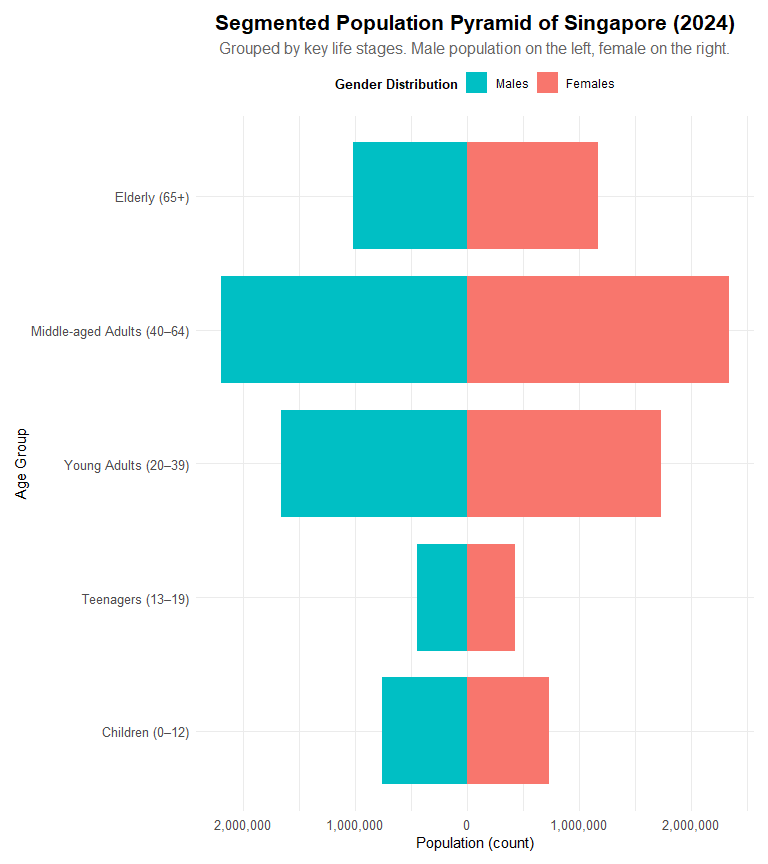 Segmented Population Pyramid of Singapore (2024)
Grouped by key life stages. Male population on the left, female on the right.
Gender Distribution Males Females
Elderly (65+)
Middle-aged Adults (40–64)
Young Adults (20–39)
Teenagers (13–19)
Children (0–12)
Age Group
2,000,000 1,000,000 0 1,000,000 2,000,000
Population (count)